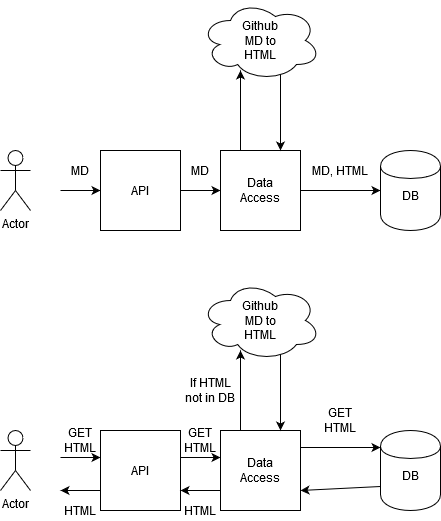 Github
MD to
HTML
MD
MD
MD, HTML
API
Data
Access
DB
Actor
Github
MD to
HTML
If HTML
not in DB
GET
HTML
GET
HTML
GET
HTML
API
Data
Access
DB
Actor
HTML
HTML